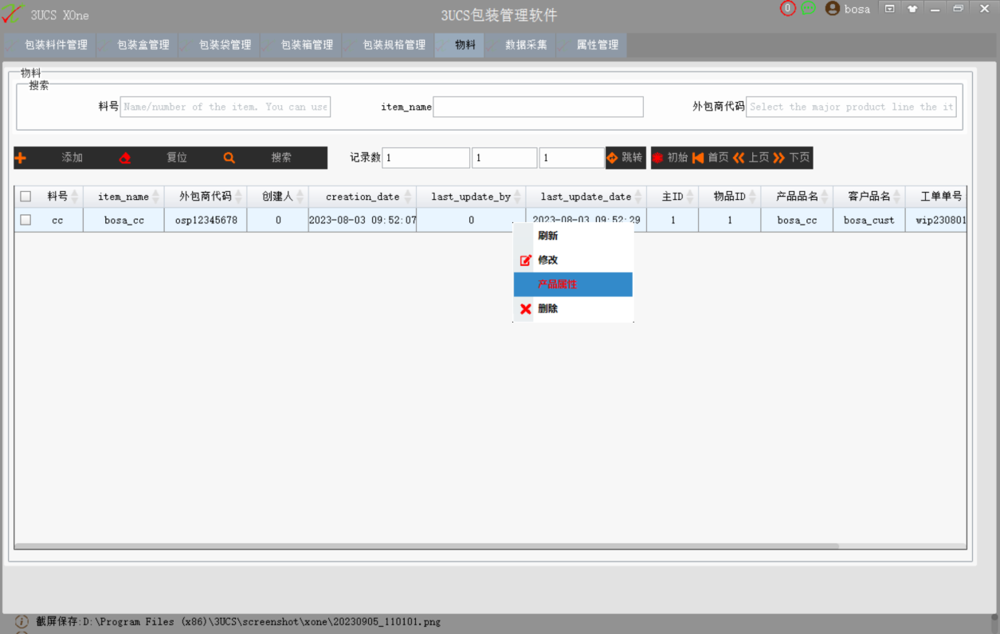 3UCS XOne
3UCS包装管理软件
0
bosa
包装料件管理 包装盒管理 包装袋管理 包装箱管理 包装规格管理 物料 数据采集 属性管理
物料
搜索
料号 Name/number of the item. You can use
item_name
外包商代码 Select the major product line the it
添加 复位 搜索 记录数 1 1 1 跳转 初始 首页 上页 下页
料号 item_name 外包商代码 创建人 creation_date last_update_by last_update_date 主ID 物品ID 产品品名 客户品名 工单单号
cc bosa_cc osp12345678 0 2023-08-03 09:52:07 0 2023-08-03 09:52:29 1 1 bosa_cc bosa_cust wip230801
刷新
修改
产品属性
删除
截屏保存:D:\Program Files (x86)\3UCS\screenshot\xone\20230905_110101.png